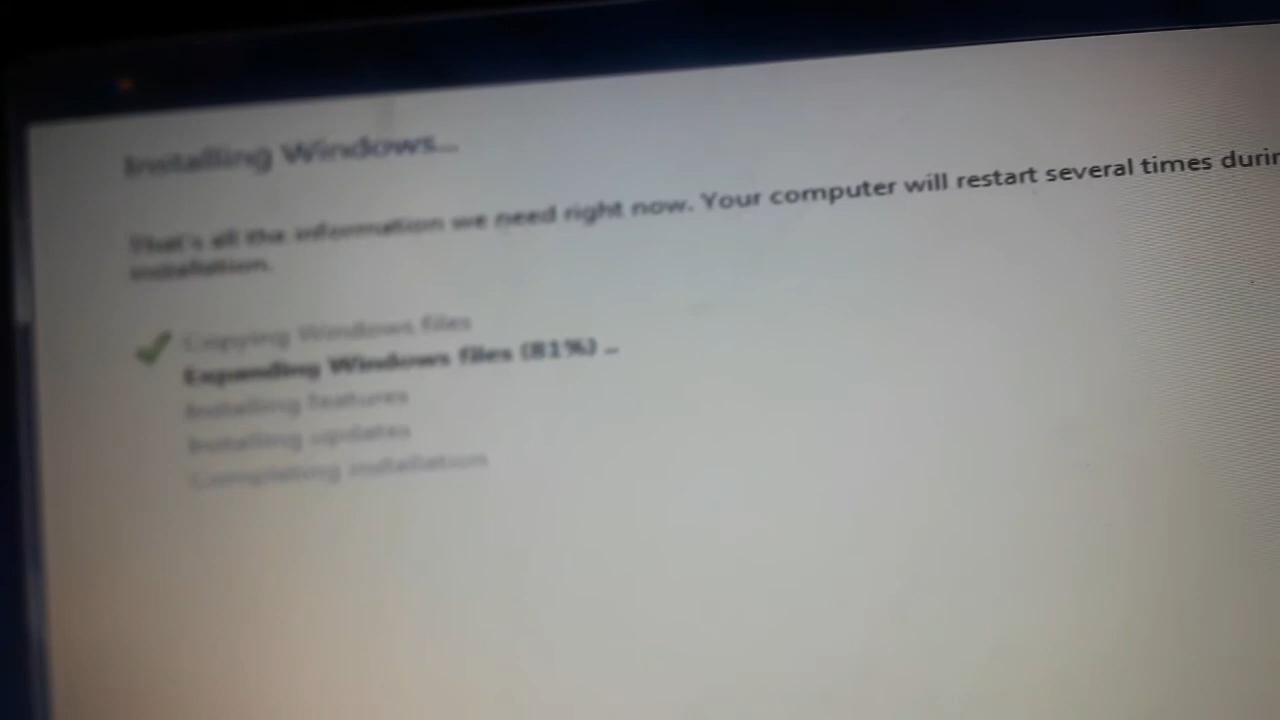 Installing Windows...
That's all the information we need right now. Your computer will restart several times durin
installation.
Copying Windows files
Expanding Windows files (81%) ..
Installing features
Installing updates
Completing installation